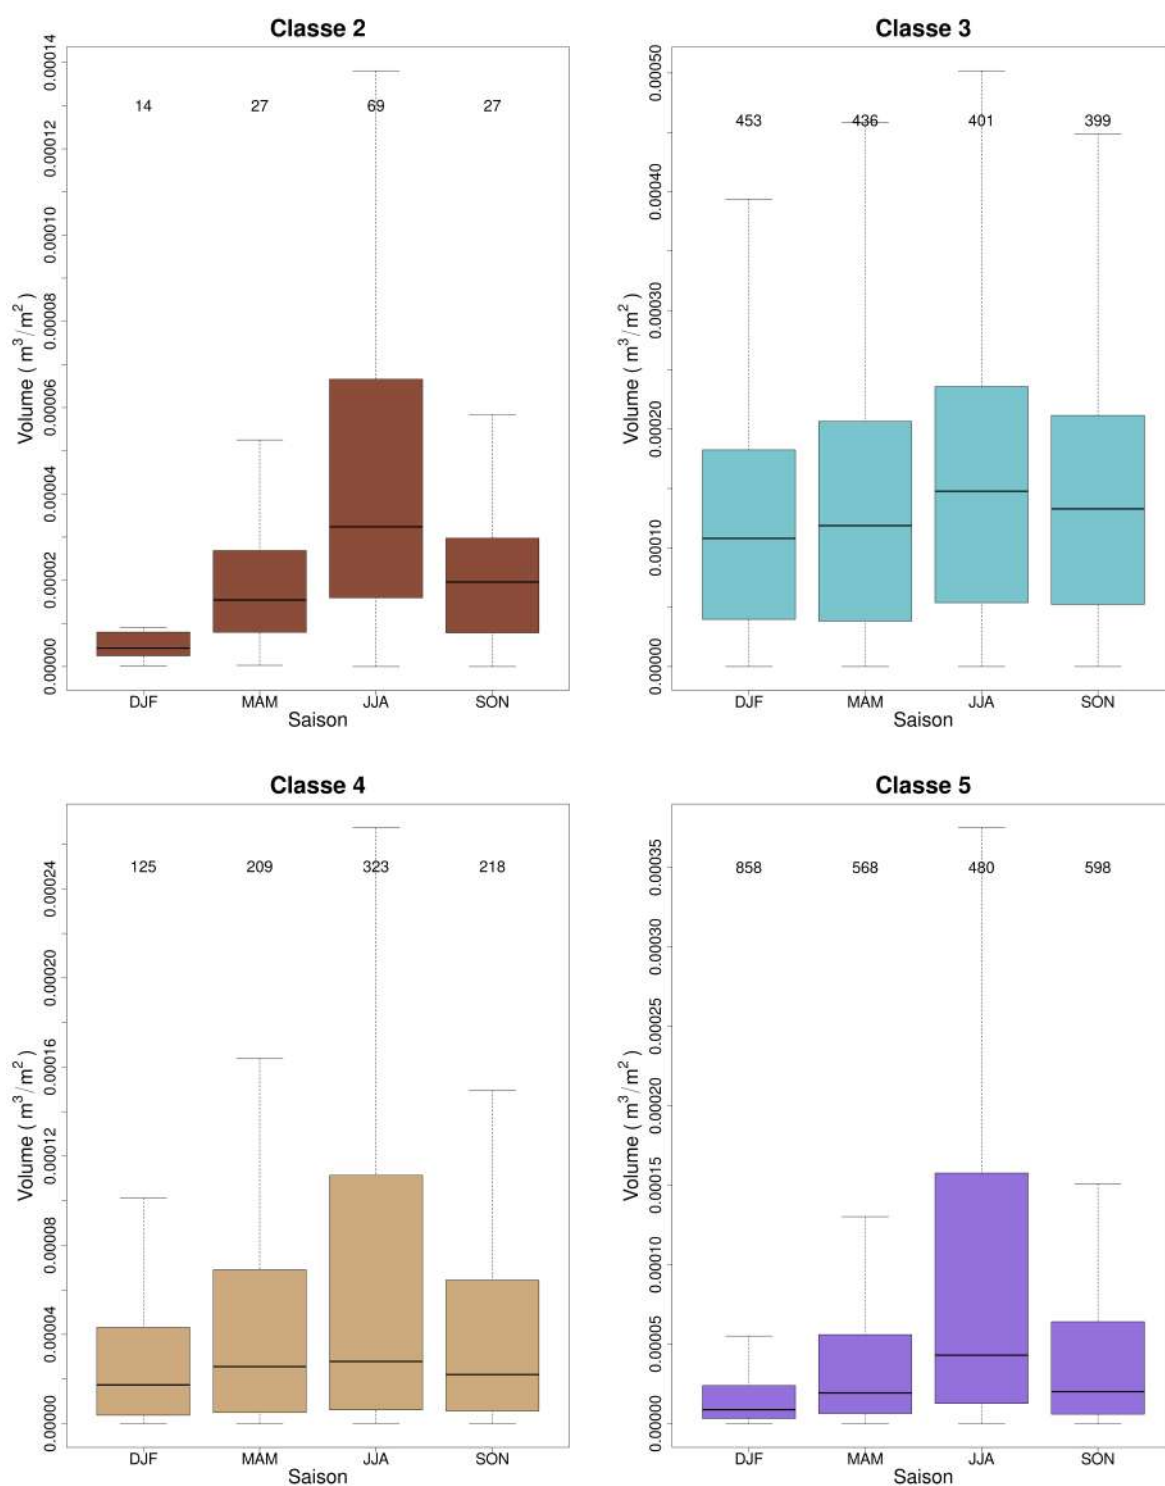 Classe 2
Volume ( m³/m² )
0.00014
0.00012
0.00010
0.00008
0.00006
0.00004
0.00002
0.00000
14 27 69 27
DJF MAM JJA SON
Saison
Classe 3
Volume ( m³/m² )
0.00050
0.00040
0.00030
0.00020
0.00010
0.00000
453 436 401 399
DJF MAM JJA SON
Saison
Classe 4
Volume ( m³/m² )
0.00024
0.00020
0.00016
0.00012
0.00008
0.00004
0.00000
125 209 323 218
DJF MAM JJA SON
Saison
Classe 5
Volume ( m³/m² )
0.00035
0.00030
0.00025
0.00020
0.00015
0.00010
0.00005
0.00000
858 568 480 598
DJF MAM JJA SON
Saison